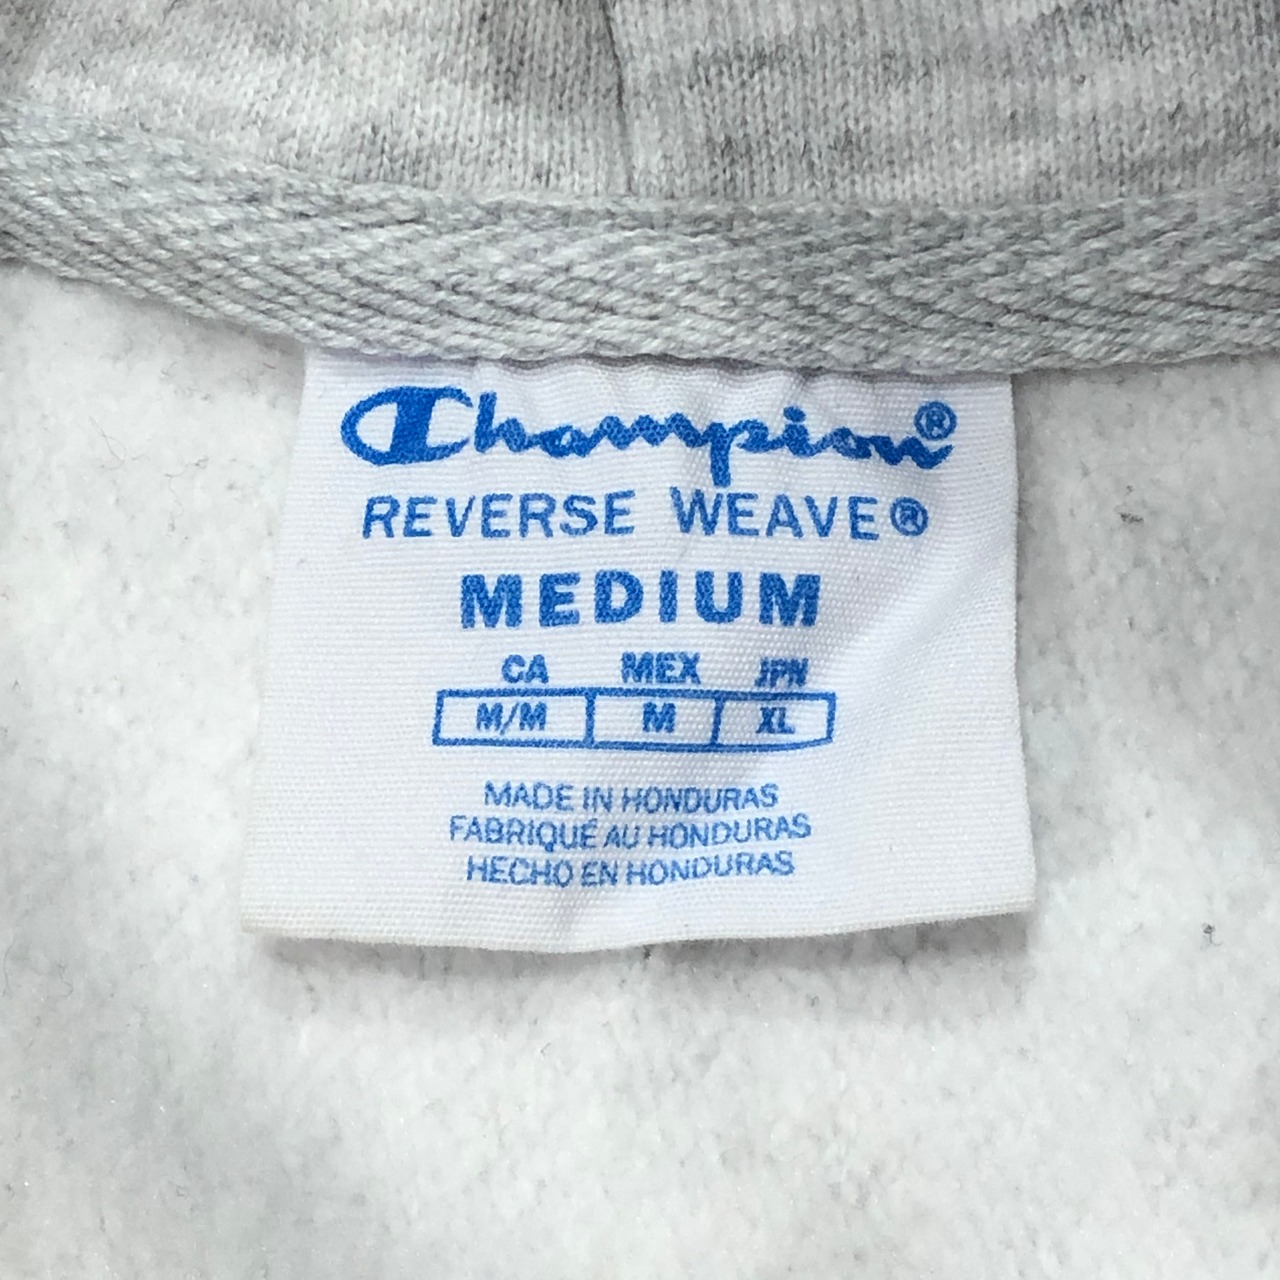 Champion®
REVERSE WEAVE®
MEDIUM
CA MEX JPN
M/M M XL
MADE IN HONDURAS
FABRIQUÉ AU HONDURAS
HECHO EN HONDURAS